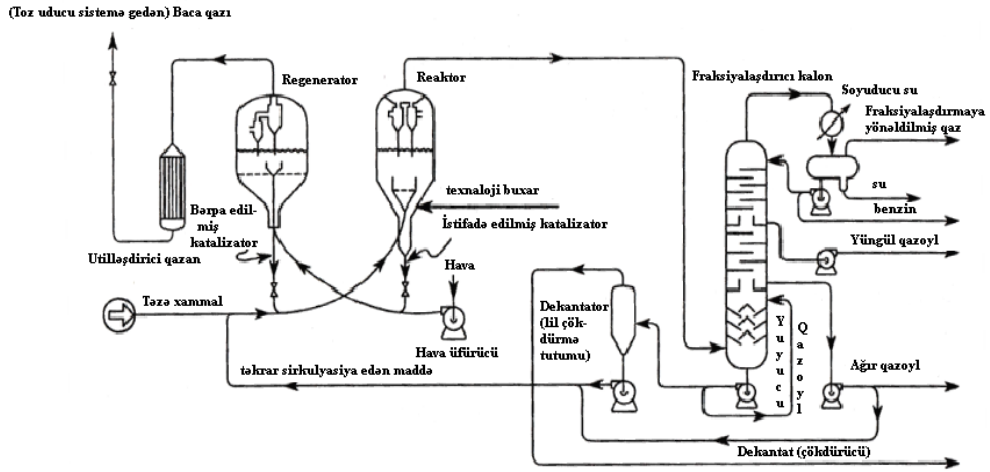 (Toz uducu sistemə gedən) Baca qazı
Regenerator
Reaktor
Fraksiyalaşdırıcı kalon
Soyuducu su
Fraksiyalaşdırmaya
yönəldilmiş qaz
su
benzin
texnaloji buxar
Bərpa edil-
miş
katalizator
İstifadə edilmiş katalizator
Yüngül qazoyl
Utilləşdirici qazan
Hava
Təzə xammal
Dekantator
(lil çök-
dürmə
tutumu)
Yuyucu
Qazoyl
Hava üfürücü
təkrar sirkulyasiya edən maddə
Ağır qazoyl
Dekantat (çökdürücü)